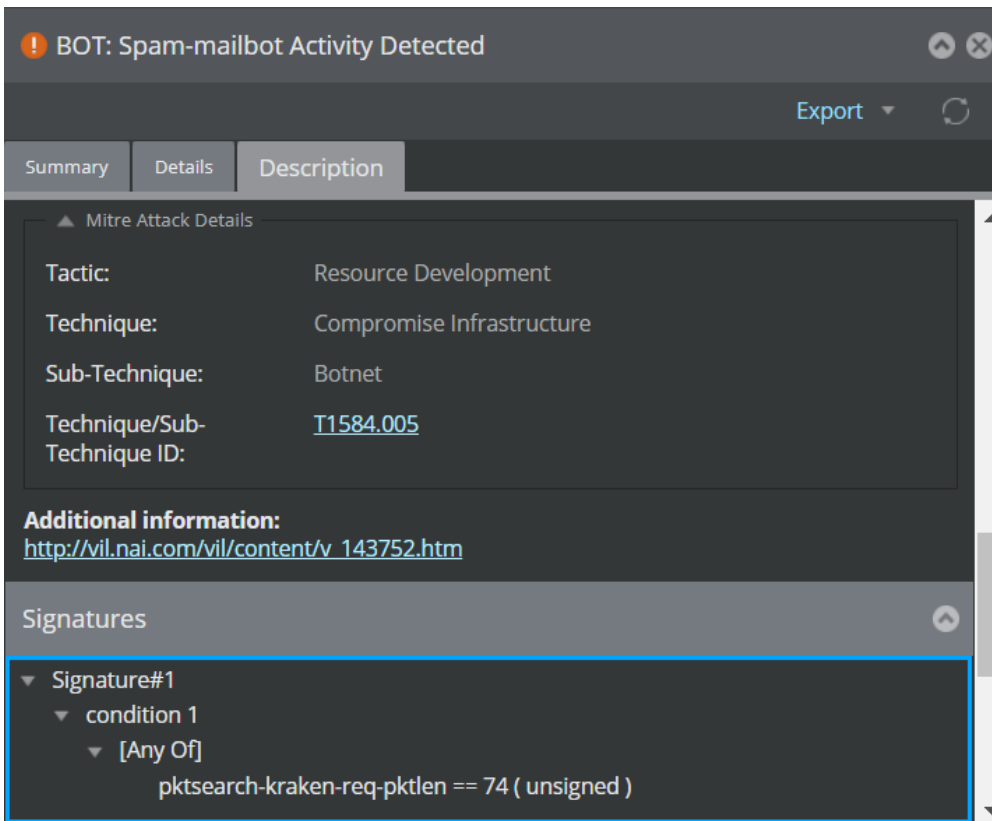 BOT: Spam-mailbot Activity Detected
Export
Summary Details Description
Mitre Attack Details
Tactic: Resource Development
Technique: Compromise Infrastructure
Sub-Technique: Botnet
Technique/Sub- T1584.005
Technique ID:
Additional information:
http://vil.nai.com/vil/content/v_143752.htm
Signatures
Signature#1
condition 1
[Any Of]
pktsearch-kraken-req-pktlen == 74 ( unsigned )